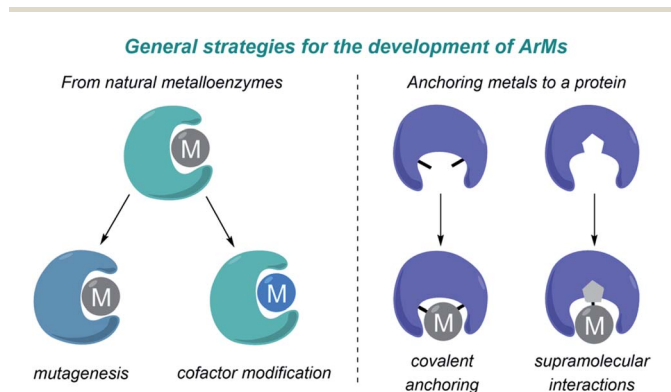 General strategies for the development of ArMs
From natural metalloenzymes
Anchoring metals to a protein
M
M
M
M
M
mutagenesis
cofactor modification
covalent
anchoring
supramolecular
interactions